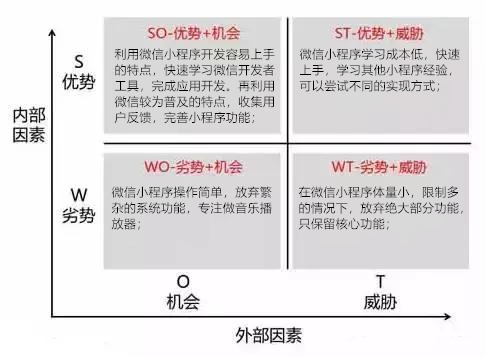 SO-优势+机会
利用微信小程序开发容易上手
的特点，快速学习微信开发者
工具，完成应用开发。再利用
微信较为普及的特点，收集用
户反馈，完善小程序功能；
ST-优势+威胁
微信小程序学习成本低，快速
上手，学习其他小程序经验，
可以尝试不同的实现方式；
S
优势
内部
因素
W
劣势
WO-劣势+机会
微信小程序操作简单，放弃繁
杂的系统功能，专注做音乐播
放器；
WT-劣势+威胁
在微信小程序体量小，限制多
的情况下，放弃绝大部分功能，
只保留核心功能；
O
机会
T
威胁
外部因素